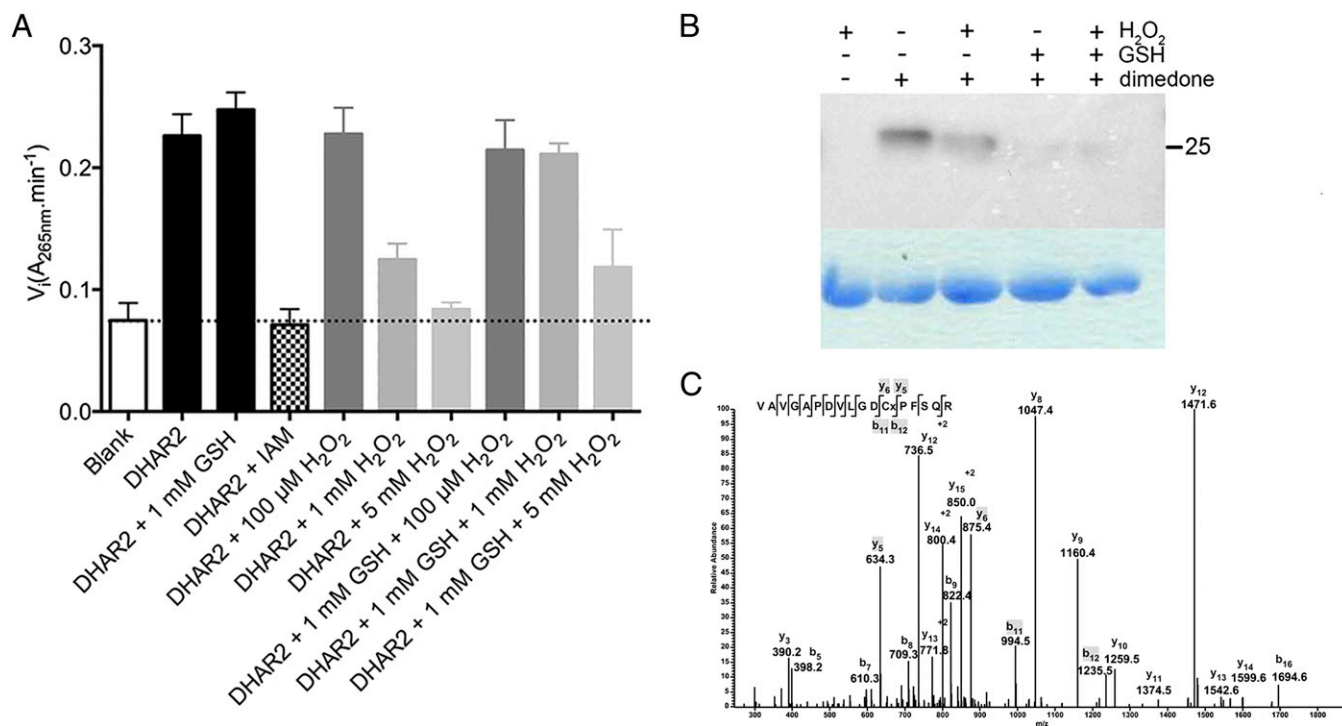 A
0.3
0.2
0.1
0.0
V_i(A_265nm.min^-1)
Blank
DHAR2
DHAR2 + 1 mM GSH
DHAR2 + IAM
DHAR2 + 100 µM H₂O₂
DHAR2 + 1 mM H₂O₂
DHAR2 + 5 mM H₂O₂
DHAR2 + 1 mM GSH + 100 µM H₂O₂
DHAR2 + 1 mM GSH + 1 mM H₂O₂
DHAR2 + 1 mM GSH + 5 mM H₂O₂
B
+ - + - + H₂O₂
- - - + + GSH
- + + + + dimedone
25
C
y₆ y₅
V A V G A P D V L G D Cx P F S Q R
b₁₁ b₁₂
Relative Abundance
100
95
90
85
80
75
70
65
60
55
50
45
40
35
30
25
20
15
10
5
0
y₃
390.2
b₅
398.2
b₇
610.3
y₅
634.3
b₈
709.3
y₁₂ +2
736.5
y₁₃ +2
771.8
y₁₄ +2
800.4
b₉
822.4
y₁₅ +2
850.0
y₆
875.4
b₁₁
994.5
y₈
1047.4
y₉
1160.4
b₁₂
1235.5
y₁₀
1259.5
y₁₁
1374.5
y₁₂
1471.6
y₁₃
1542.6
y₁₄
1599.6
b₁₆
1694.6
300 400 500 600 700 800 900 1000 1100 1200 1300 1400 1500 1600 1700 1800
m/z